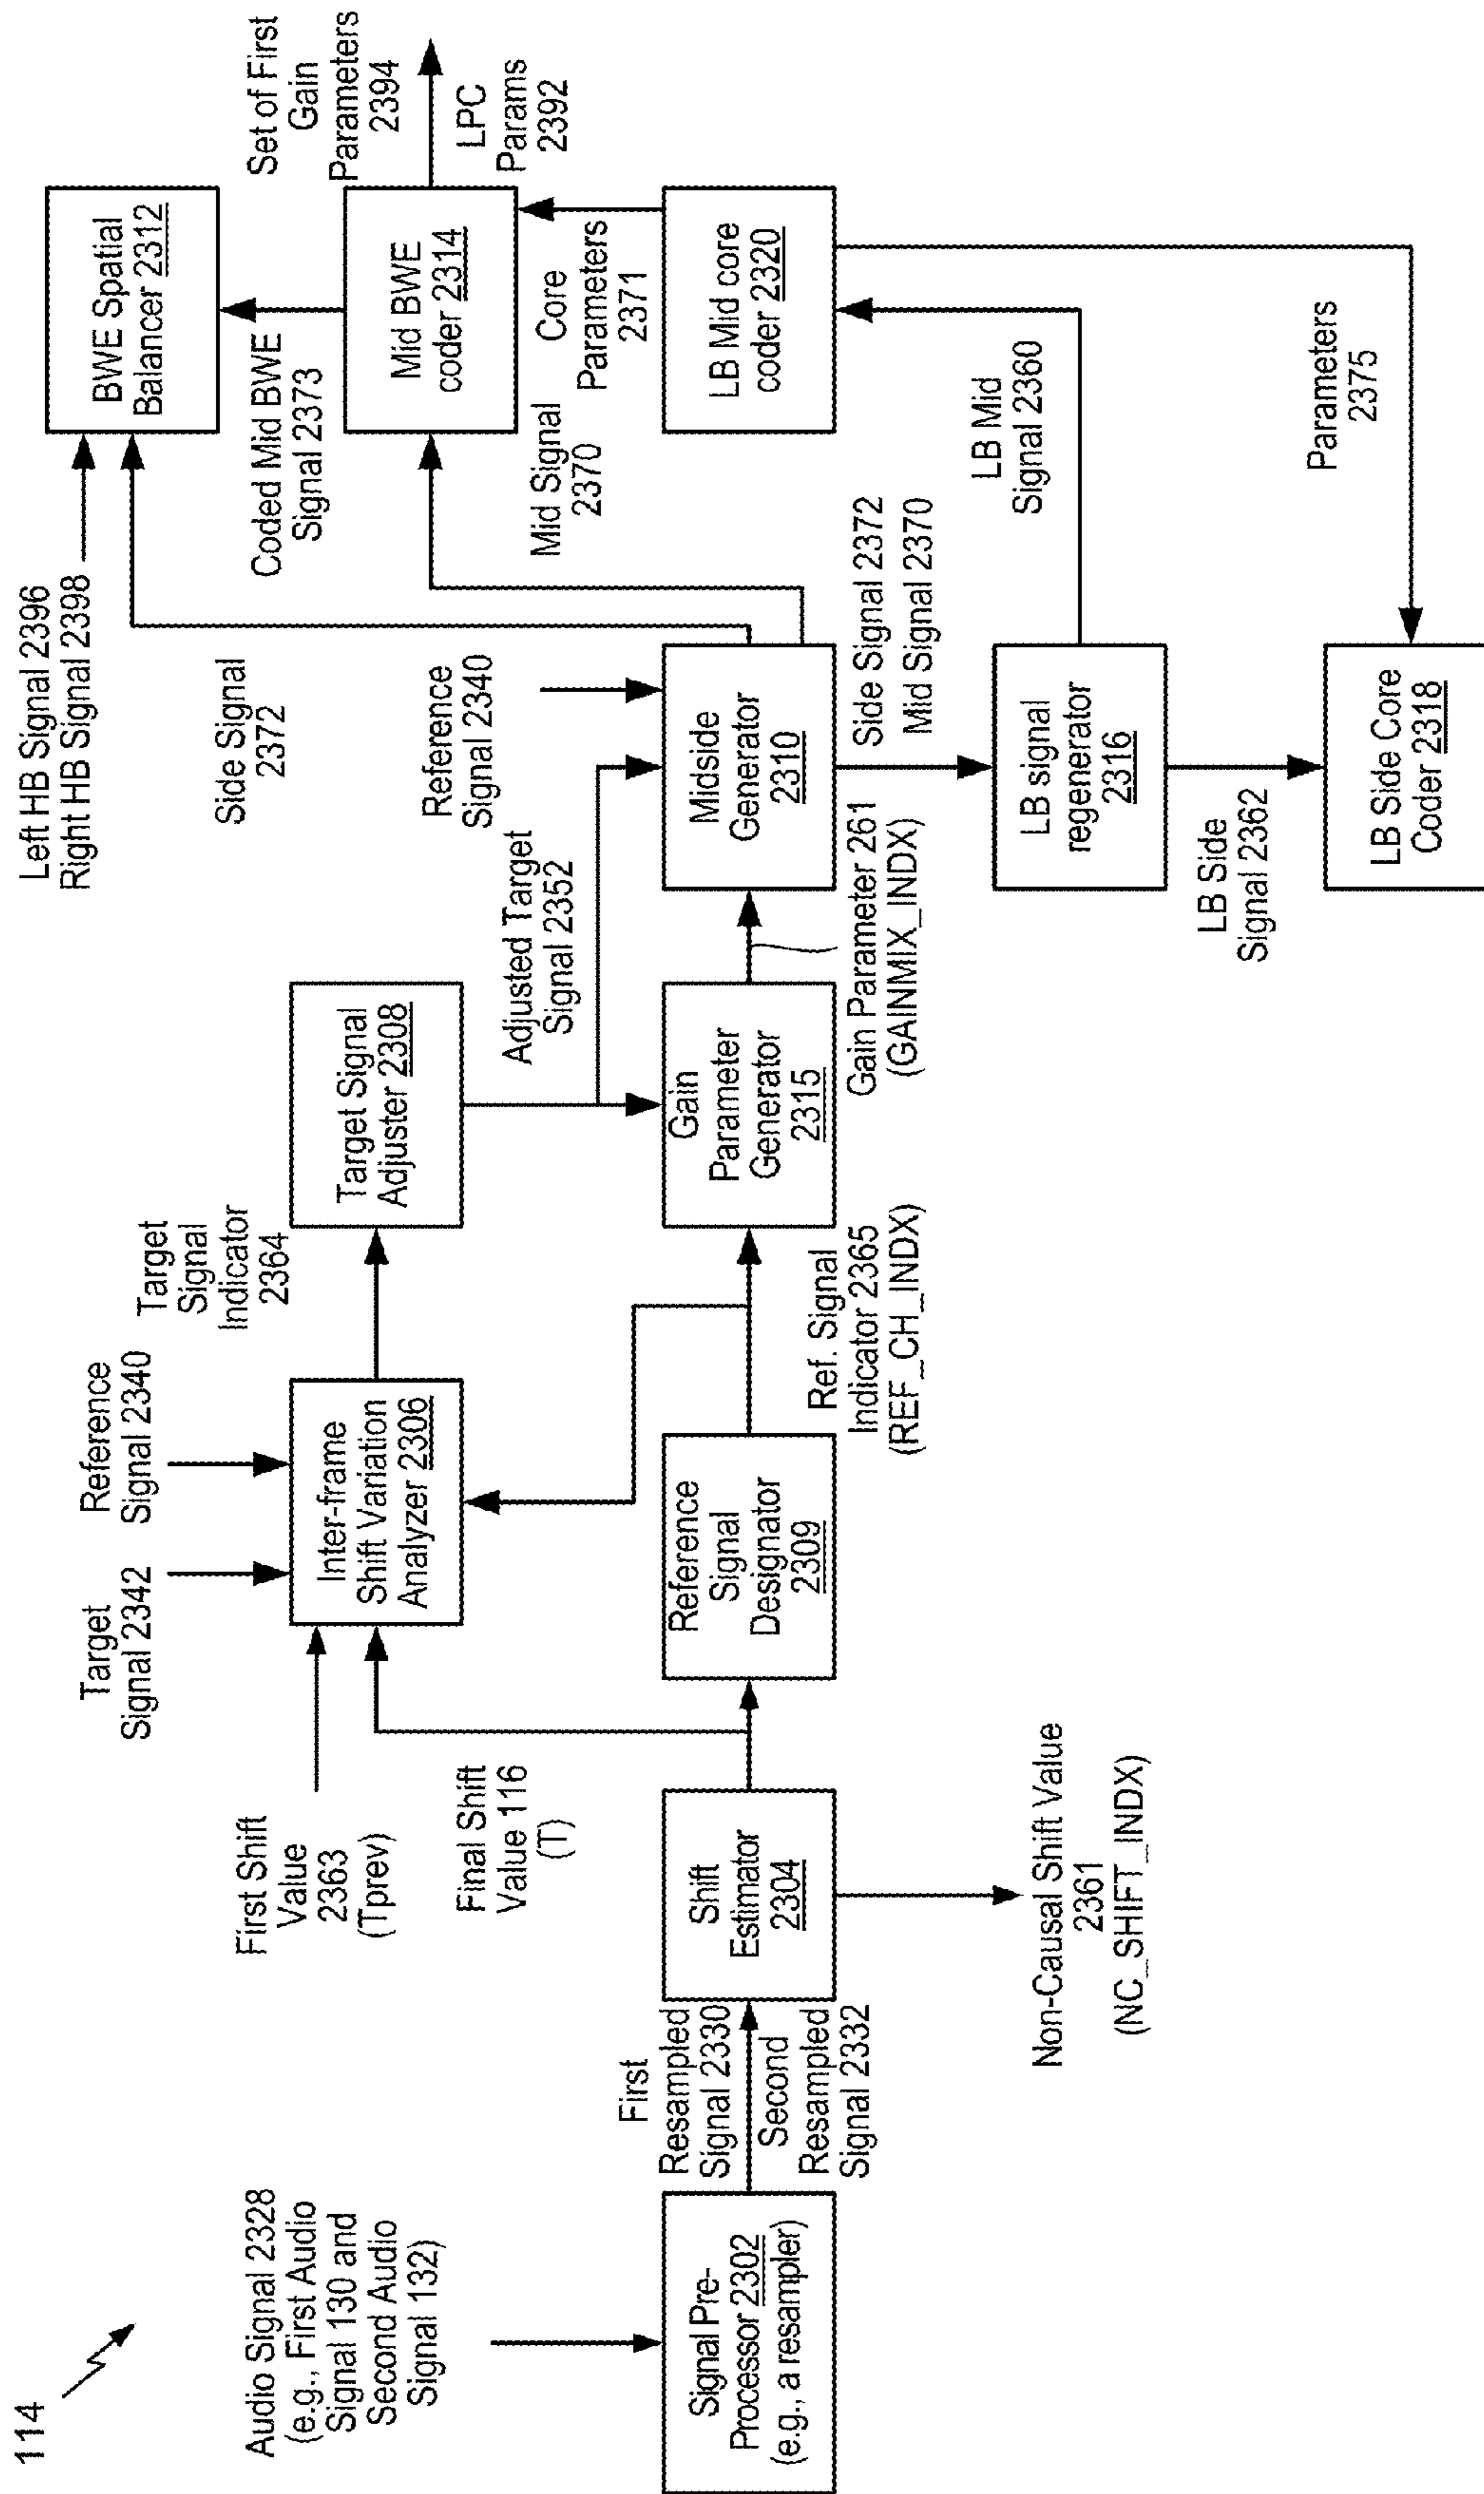 114
Audio Signal 2328
(e.g., First Audio
Signal 130 and
Second Audio
Signal 132)
Signal Pre-
Processor 2302
(e.g., a resampler)
First
Resampled
Signal 2330
Second
Resampled
Signal 2332
Shift
Estimator
2304
Non-Causal Shift Value
2361
(NC_SHIFT_INDX)
First Shift
Value
2363
(Tprev)
Final Shift
Value 116
(T)
Target
Signal 2342
Reference
Signal 2340
Inter-frame
Shift Variation
Analyzer 2306
Reference
Signal
Designator
2309
Target
Signal
Indicator
2364
Ref. Signal
Indicator 2365
(REF_CH_INDX)
Target Signal
Adjuster 2308
Gain
Parameter
Generator
2315
Adjusted Target
Signal 2352
Gain Parameter 261
(GAINMIX_INDX)
Left HB Signal 2396
Right HB Signal 2398
Side Signal
2372
Reference
Signal 2340
Midside
Generator
2310
Side Signal 2372
Mid Signal 2370
LB signal
regenerator
2316
LB Side
Signal 2362
LB Side Core
Coder 2318
BWE Spatial
Balancer 2312
Coded Mid BWE
Signal 2373
Mid BWE
coder 2314
Mid Signal
2370
Core
Parameters
2371
LB Mid core
coder 2320
LB Mid
Signal 2360
Parameters
2375
Set of First
Gain
Parameters
2394
LPC
Params
2392